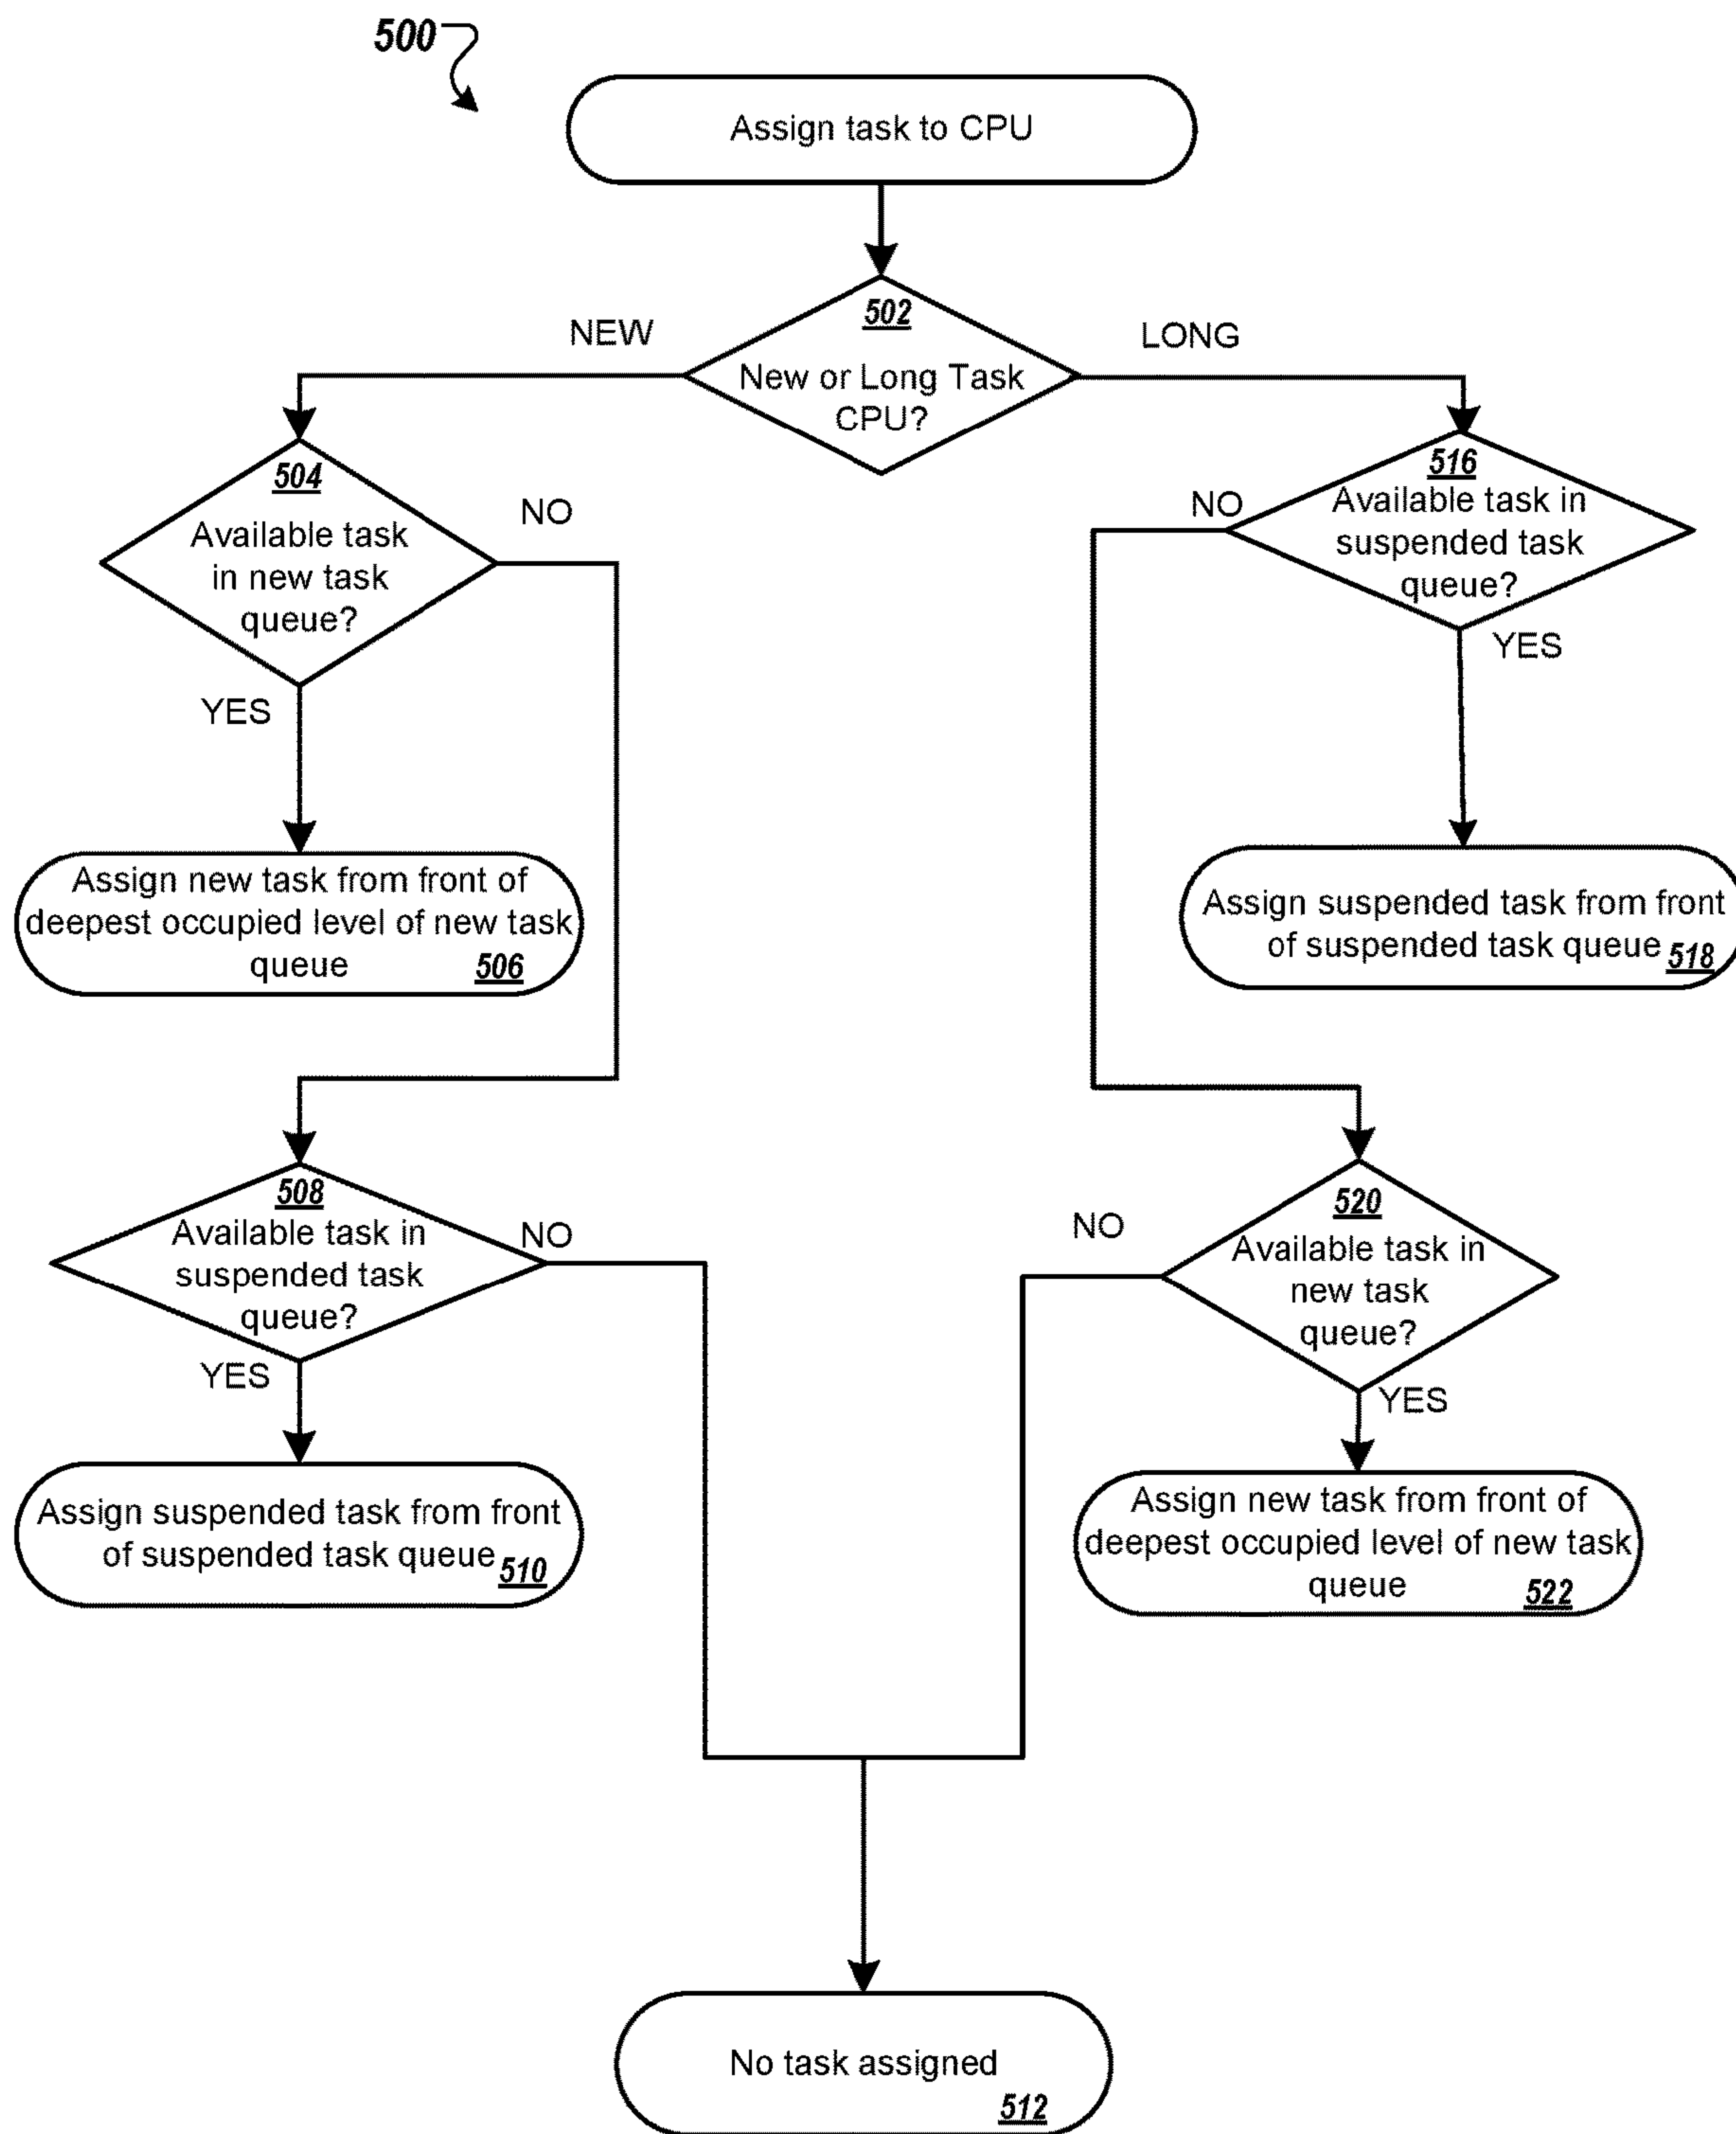 500
Assign task to CPU
502
NEW
LONG
New or Long Task
CPU?
504
Available task
in new task
queue?
NO
YES
516
Available task in
suspended task
queue?
NO
YES
Assign new task from front of
deepest occupied level of new task
queue
506
Assign suspended task from front
of suspended task queue
518
508
Available task in
suspended task
queue?
NO
YES
520
Available task in
new task
queue?
NO
YES
Assign suspended task from front
of suspended task queue
510
Assign new task from front of
deepest occupied level of new task
queue
522
No task assigned
512